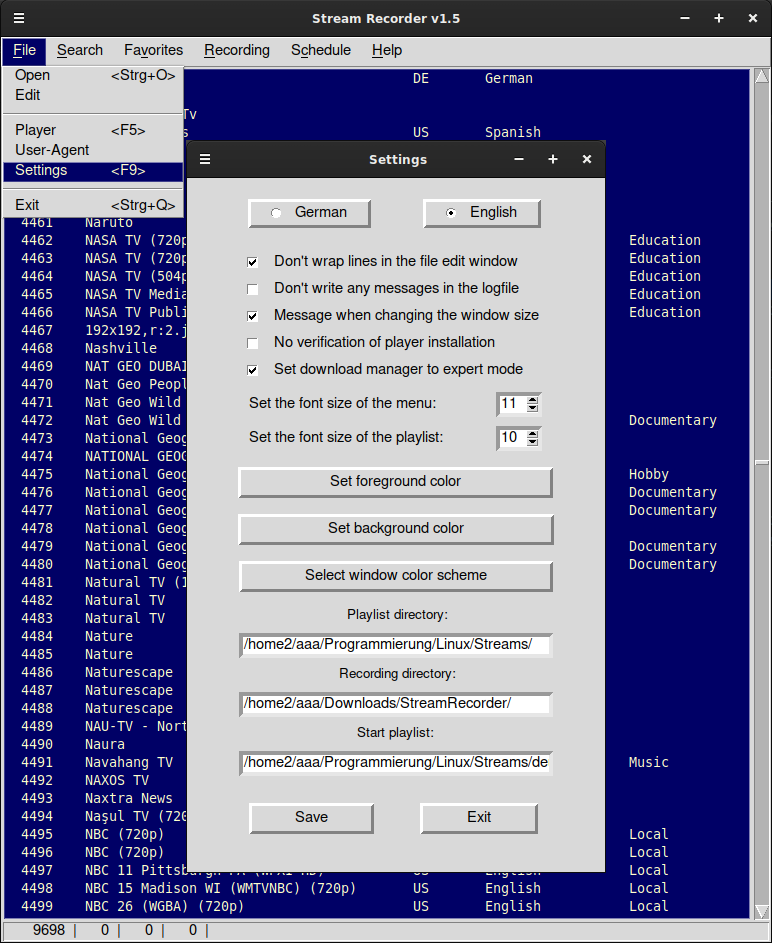 Stream Recorder v1.5
File Search Favorites Recording Schedule Help
Open <Strg+O>
Edit
Player <F5>
User-Agent
Settings <F9>
Exit <Strg+Q>
DE German
Tv
s US Spanish
4461 Naruto
4462 NASA TV (720p Education
4463 NASA TV (720p Education
4464 NASA TV (504p Education
4465 NASA TV Media Education
4466 NASA TV Publi Education
4467 192x192,r:2.j
4468 Nashville
4469 NAT GEO DUBAI
4470 Nat Geo Peopl
4471 Nat Geo Wild
4472 Nat Geo Wild Documentary
4473 National Geog
4474 NATIONAL GEOG
4475 National Geog Hobby
4476 National Geog Documentary
4477 National Geog Documentary
4478 National Geog
4479 National Geog Documentary
4480 National Geog Documentary
4481 Natural TV (1
4482 Natural TV
4483 Natural TV
4484 Nature
4485 Nature
4486 Naturescape
4487 Naturescape
4488 Naturescape
4489 NAU-TV - Nort
4490 Naura
4491 Navahang TV Music
4492 NAXOS TV
4493 Naxtra News
4494 Naşul TV (720
4495 NBC (720p) Local
4496 NBC (720p) Local
4497 NBC 11 Pittsburgh PA (WPXI-HD) US English Local
4498 NBC 15 Madison WI (WMTVNBC) (720p) US English Local
4499 NBC 26 (WGBA) (720p) US English Local
Settings
German English
Don't wrap lines in the file edit window
Don't write any messages in the logfile
Message when changing the window size
No verification of player installation
Set download manager to expert mode
Set the font size of the menu: 11
Set the font size of the playlist: 10
Set foreground color
Set background color
Select window color scheme
Playlist directory:
/home2/aaa/Programmierung/Linux/Streams/
Recording directory:
/home2/aaa/Downloads/StreamRecorder/
Start playlist:
/home2/aaa/Programmierung/Linux/Streams/de
Save Exit
9698 | 0 | 0 | 0 |